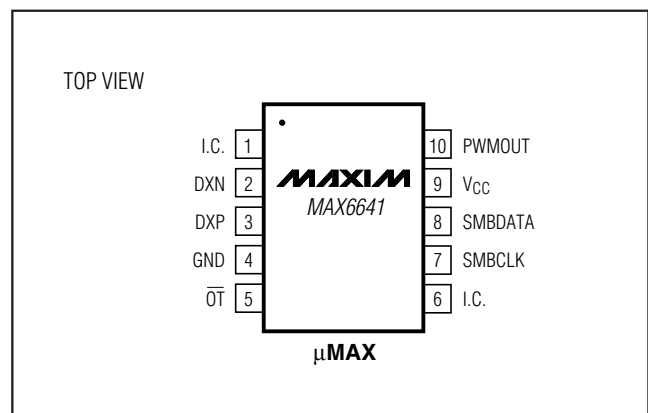 TOP VIEW
I.C. 1
DXN 2
DXP 3
GND 4
O̅T̅ 5
MAXIM
MAX6641
10 PWMOUT
9 VCC
8 SMBDATA
7 SMBCLK
6 I.C.
μMAX